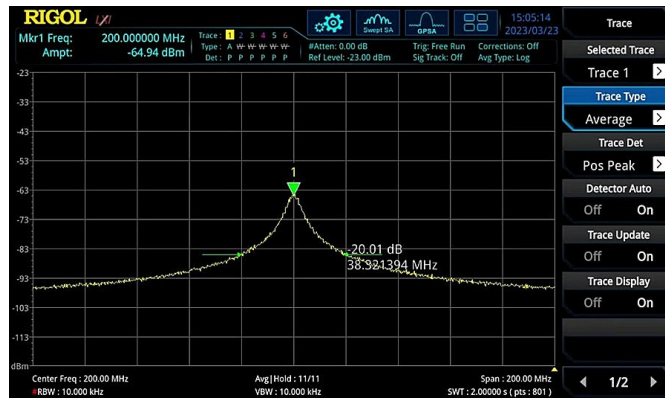 RIGOL LXI
Mkr1 Freq: 200.000000 MHz
Ampt: -64.94 dBm
Trace : 1 2 3 4 5 6
Type : A W W W W W
Det : P P P P P P
#Atten: 0.00 dB
Ref Level: -23.00 dBm
Swept SA
GPSA
Trig: Free Run
Sig Track: Off
Corrections: Off
Avg Type: Log
15:05:14
2023/03/23
-23
-33
-43
-53
-63
-73
-83
-93
-103
-113
dBm
1
-20.01 dB
38.321394 MHz
Center Freq : 200.00 MHz
Avg|Hold : 11/11
Span : 200.00 MHz
#RBW : 10.000 kHz
VBW : 10.000 kHz
SWT : 2.00000 s ( pts : 801 )
Trace
Selected Trace
Trace 1
Trace Type
Average
Trace Det
Pos Peak
Detector Auto
Off On
Trace Update
Off On
Trace Display
Off On
1/2